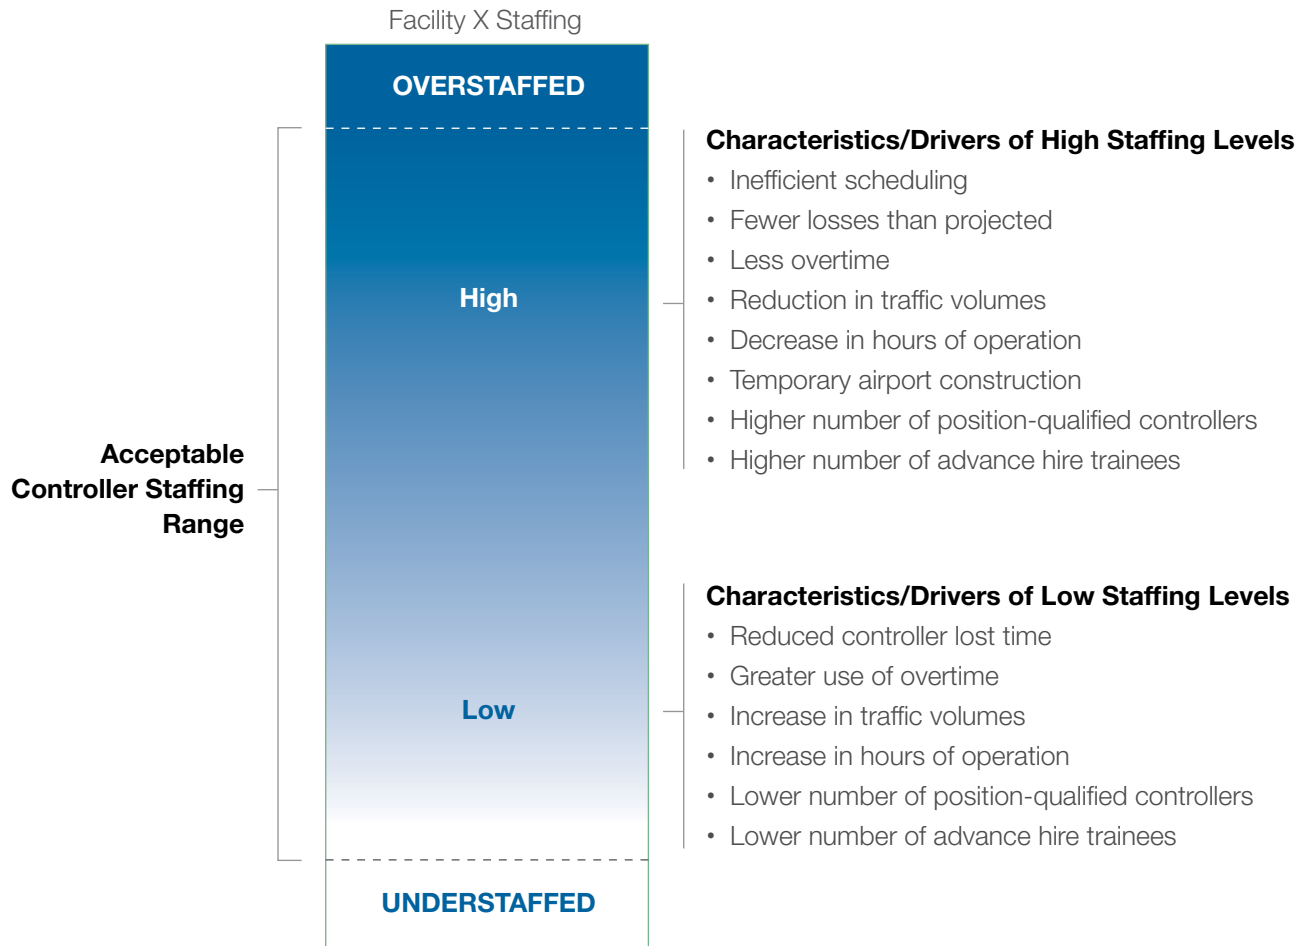 Facility X Staffing
OVERSTAFFED
High
Low
UNDERSTAFFED
Acceptable
Controller Staffing
Range
Characteristics/Drivers of High Staffing Levels
• Inefficient scheduling
• Fewer losses than projected
• Less overtime
• Reduction in traffic volumes
• Decrease in hours of operation
• Temporary airport construction
• Higher number of position-qualified controllers
• Higher number of advance hire trainees
Characteristics/Drivers of Low Staffing Levels
• Reduced controller lost time
• Greater use of overtime
• Increase in traffic volumes
• Increase in hours of operation
• Lower number of position-qualified controllers
• Lower number of advance hire trainees